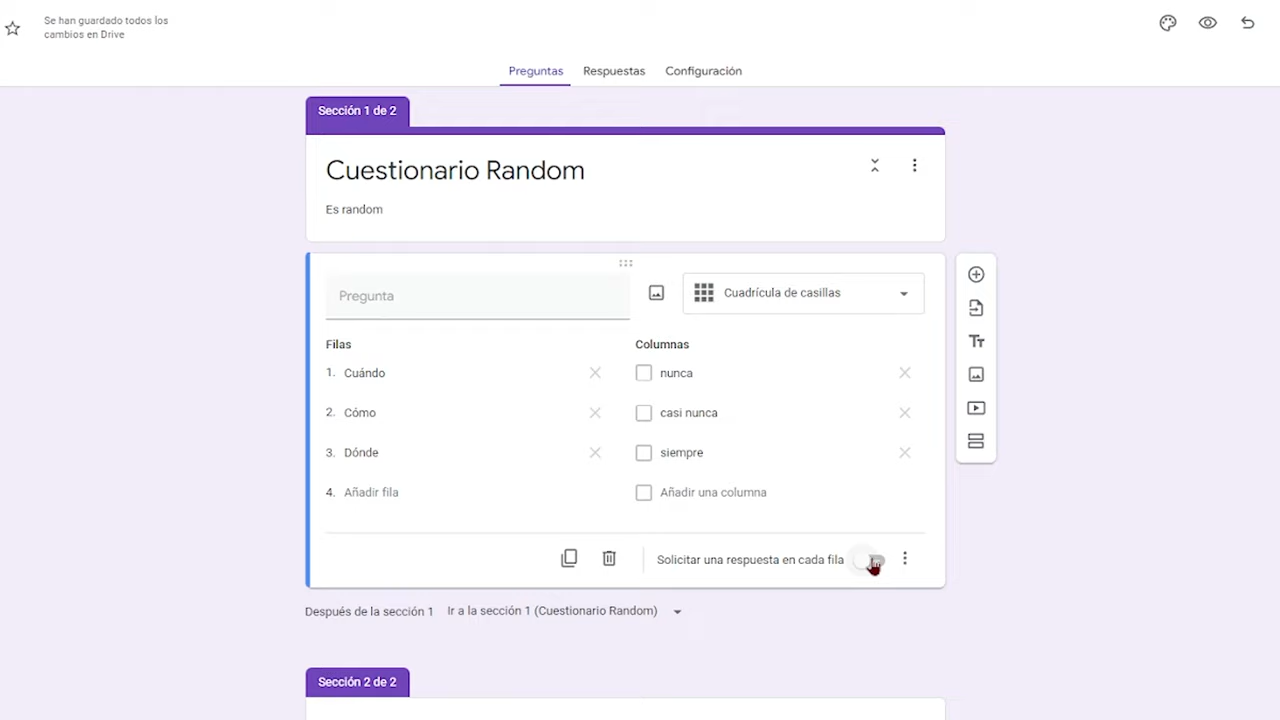 Se han guardado todos los
cambios en Drive
Preguntas
Respuestas
Configuración
Sección 1 de 2
Cuestionario Random
Es random
Pregunta
Cuadrícula de casillas
Filas
Columnas
1. Cuándo
nunca
2. Cómo
casi nunca
3. Dónde
siempre
4. Añadir fila
Añadir una columna
Solicitar una respuesta en cada fila
Después de la sección 1 Ir a la sección 1 (Cuestionario Random)
Sección 2 de 2